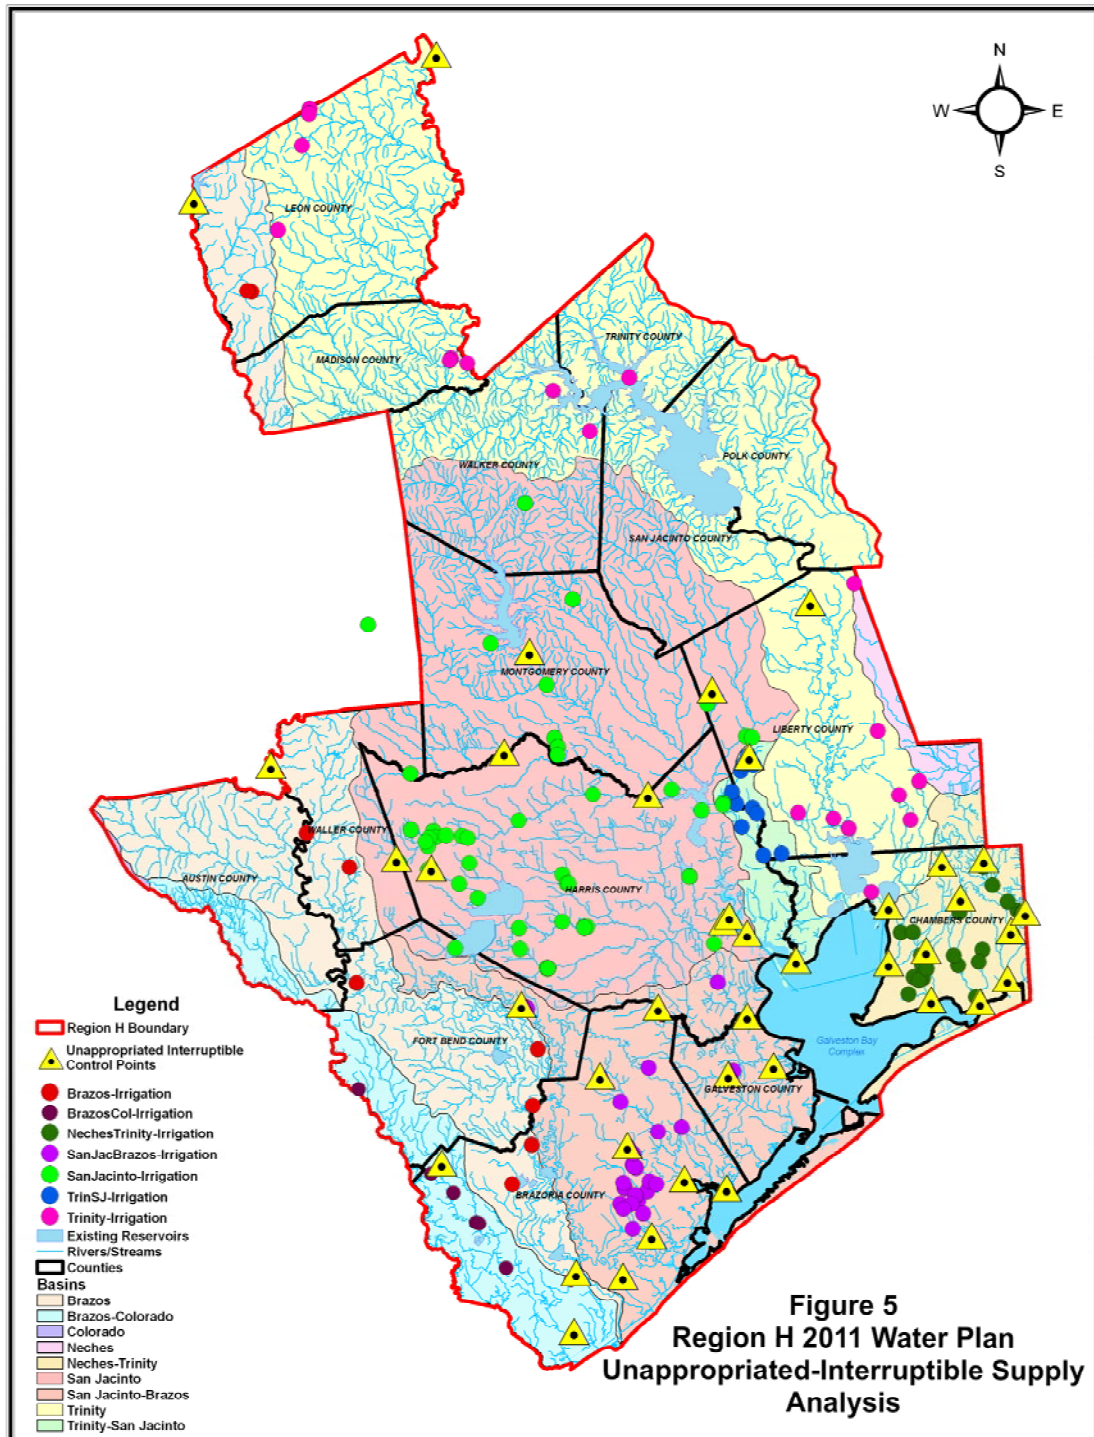 N
W E
S
LEON COUNTY
MADISON COUNTY
TRINITY COUNTY
WALKER COUNTY
POLK COUNTY
SAN JACINTO COUNTY
MONTGOMERY COUNTY
LIBERTY COUNTY
WALLER COUNTY
AUSTIN COUNTY
HARRIS COUNTY
CHAMBERS COUNTY
FORT BEND COUNTY
Galveston Bay
Complex
GALVESTON COUNTY
BRAZORIA COUNTY
Legend
Region H Boundary
Unappropriated Interruptible
Control Points
Brazos-Irrigation
BrazosCol-Irrigation
NechesTrinity-Irrigation
SanJacBrazos-Irrigation
SanJacinto-Irrigation
TrinSJ-Irrigation
Trinity-Irrigation
Existing Reservoirs
Rivers/Streams
Counties
Basins
Brazos
Brazos-Colorado
Colorado
Neches
Neches-Trinity
San Jacinto
San Jacinto-Brazos
Trinity
Trinity-San Jacinto
Figure 5
Region H 2011 Water Plan
Unappropriated-Interruptible Supply
Analysis